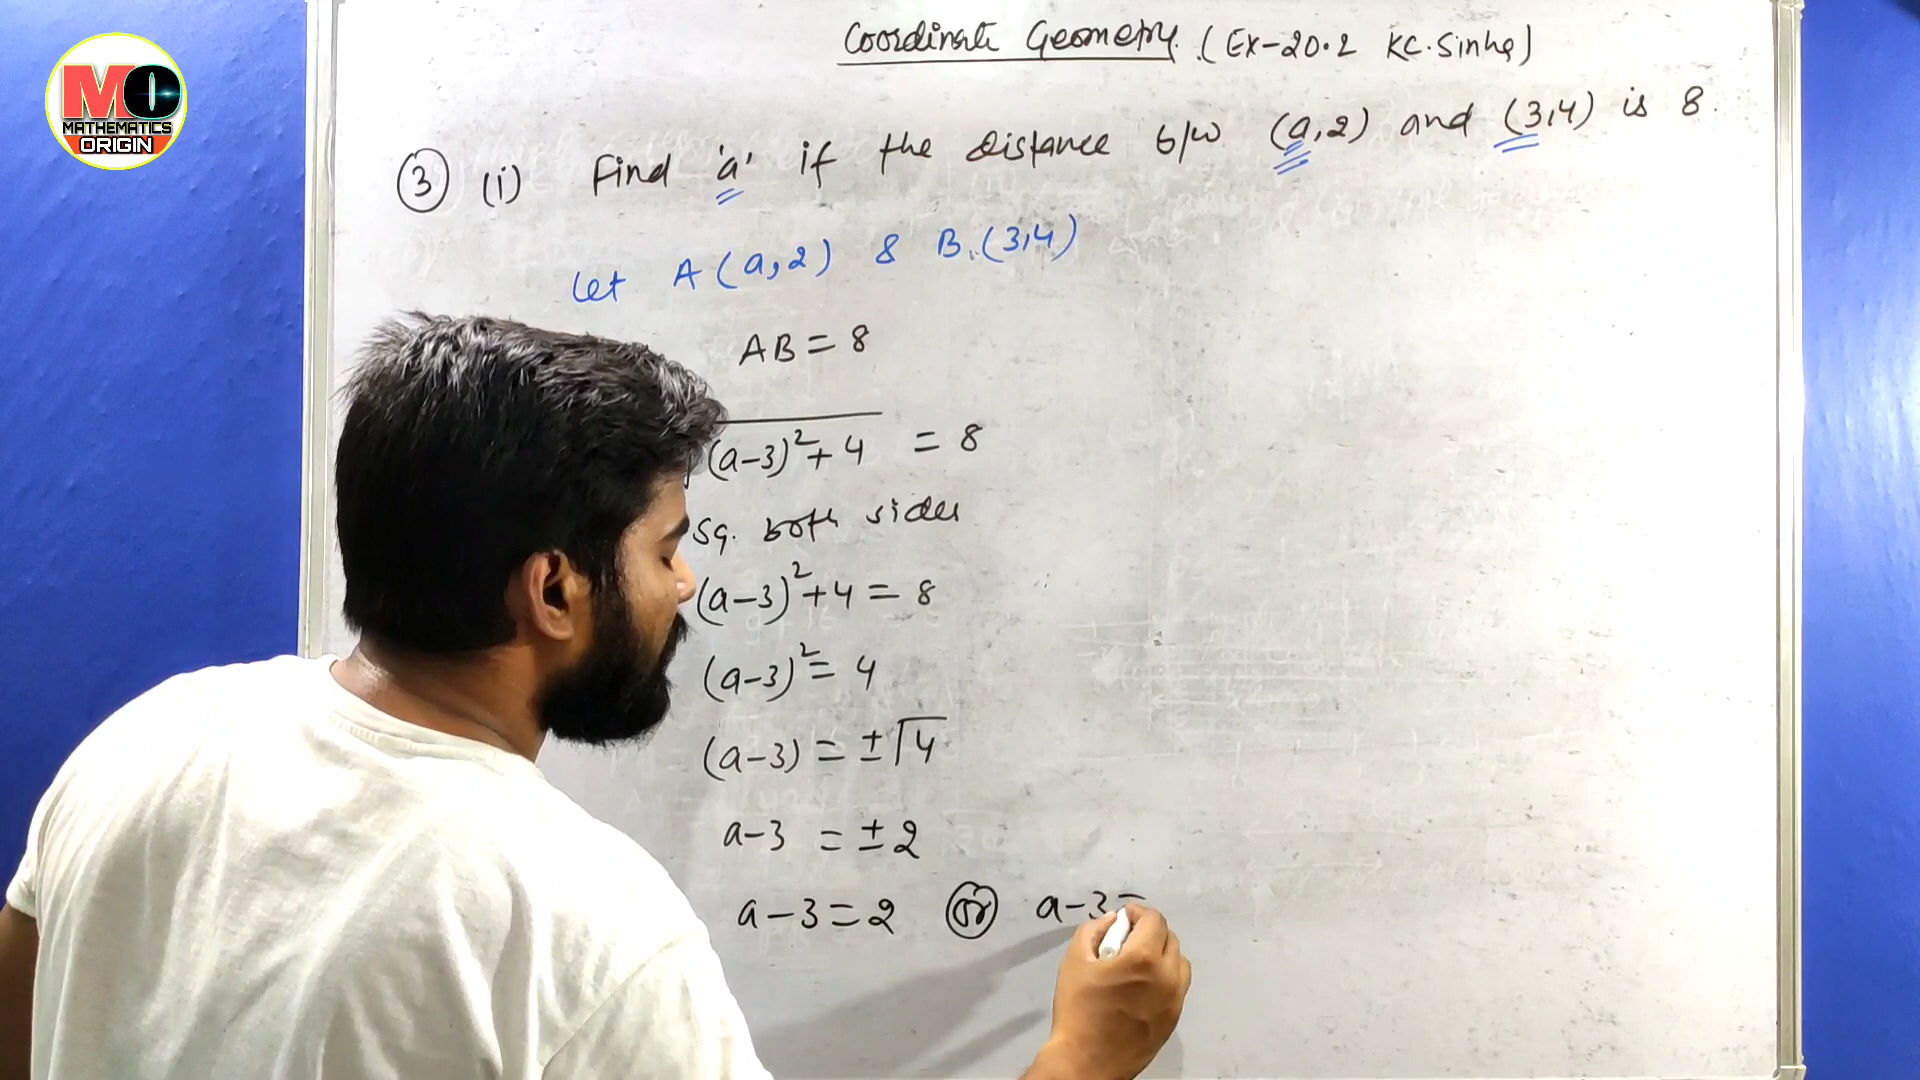 MO
MATHEMATICS
ORIGIN
Coordinate Geometry. (Ex-20.2 KC.Sinha)
3 (i) Find 'a' if the distance b/w (a,2) and (3,4) is 8.
Let A(a,2) & B.(3,4)
AB = 8
√(a-3)²+4 = 8
Sq. both sides
(a-3)²+4 = 8
(a-3)² = 4
(a-3) = ±√4
a-3 = ±2
a-3=2 or a-3=